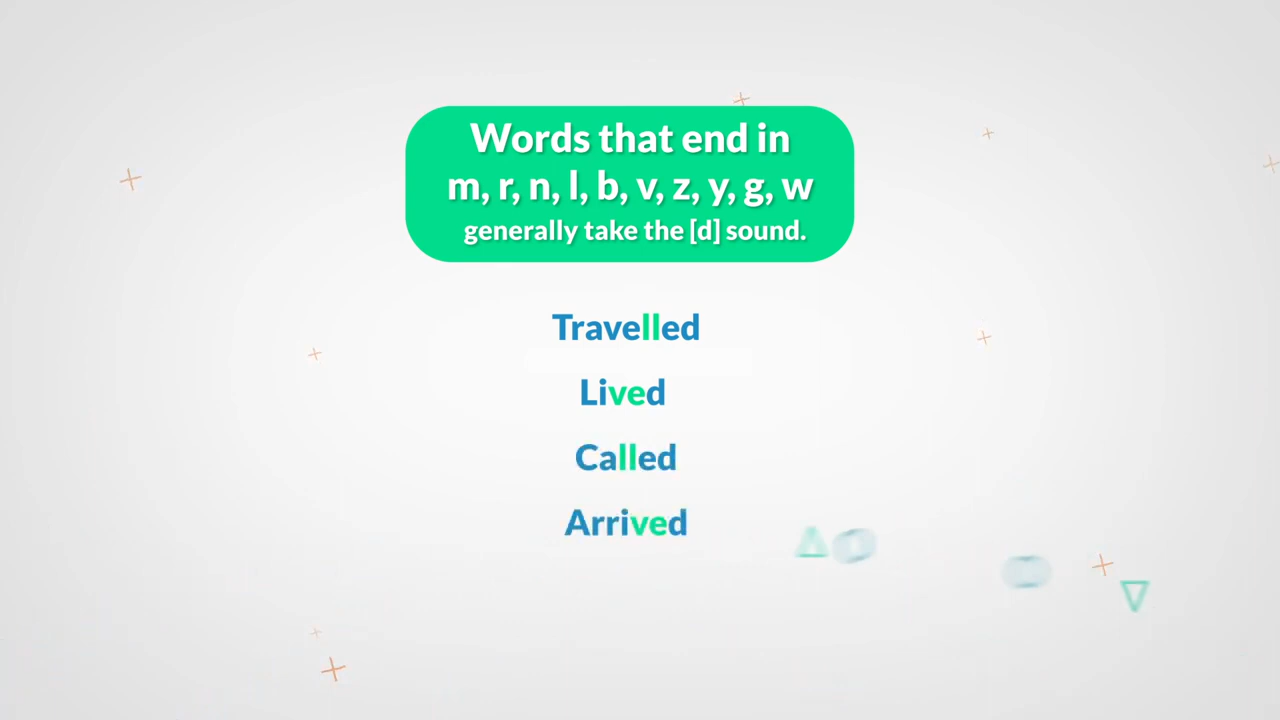 Words that end in
m, r, n, l, b, v, z, y, g, w
generally take the [d] sound.
Travelled
Lived
Called
Arrived